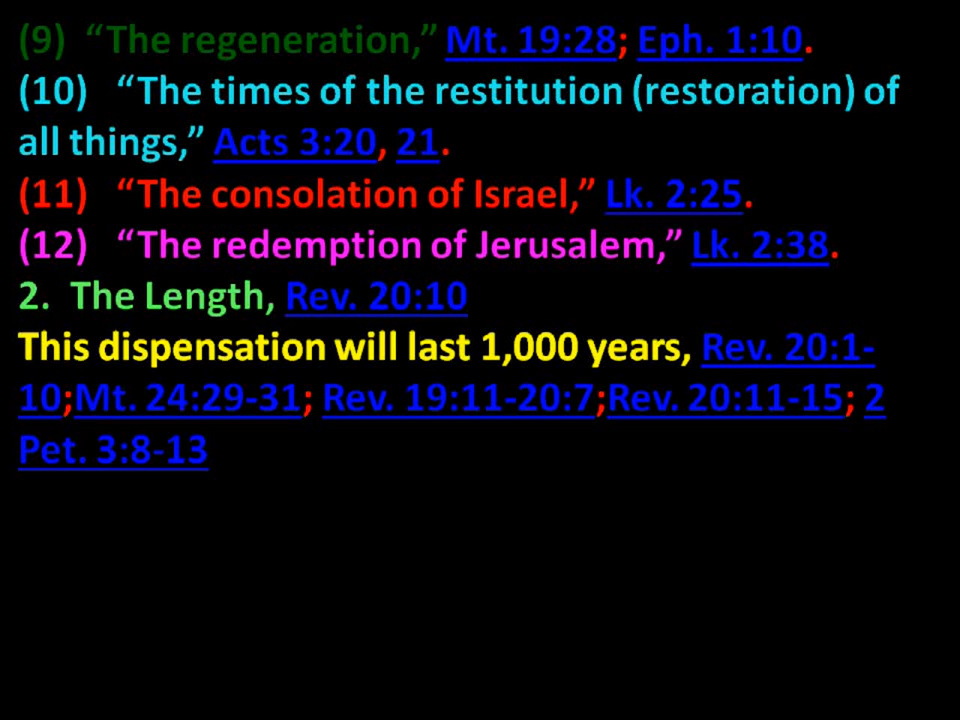 (9)  “The regeneration,” Mt. 19:28; Eph. 1:10.
(10)   “The times of the restitution (restoration) of
all things,” Acts 3:20, 21.
(11)   “The consolation of Israel,” Lk. 2:25.
(12)   “The redemption of Jerusalem,” Lk. 2:38.
2.  The Length, Rev. 20:10
This dispensation will last 1,000 years, Rev. 20:1-
10;Mt. 24:29-31; Rev. 19:11-20:7;Rev. 20:11-15; 2
Pet. 3:8-13